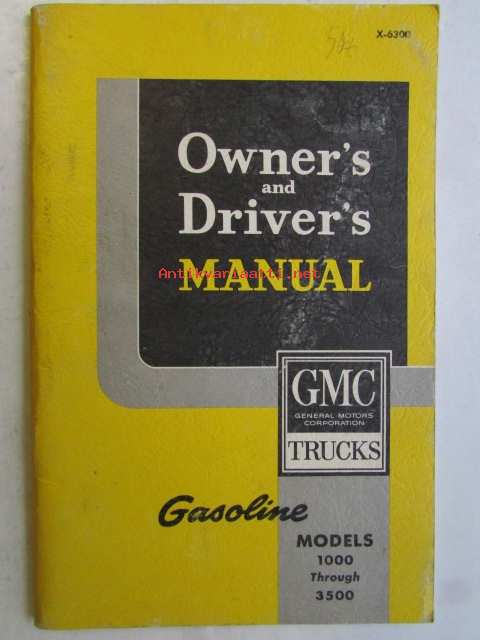 X-6300
Owner's
and
Driver's
Antikvariaatti.net
MANUAL
GMC
GENERAL MOTORS
CORPORATION
TRUCKS
Gasoline
MODELS
1000
Through
3500